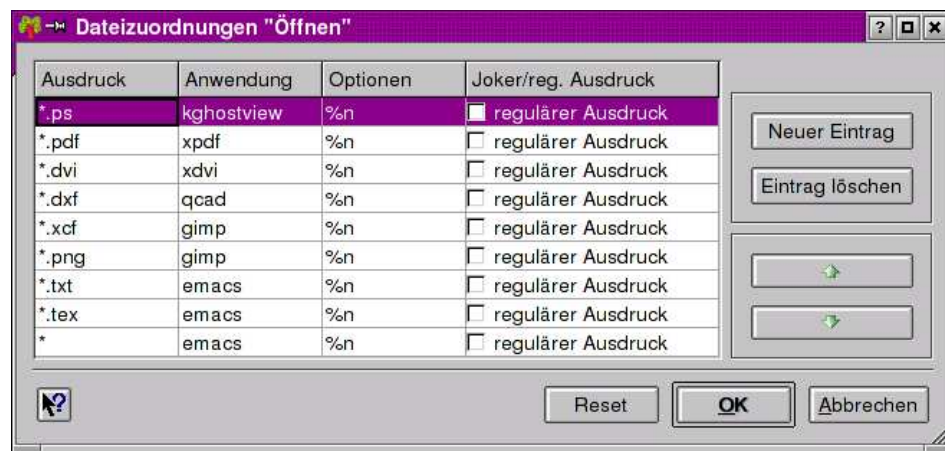 Dateizuordnungen "Öffnen"
Ausdruck Anwendung Optionen Joker/reg. Ausdruck
*.ps kghostview %n regulärer Ausdruck
*.pdf xpdf %n regulärer Ausdruck
*.dvi xdvi %n regulärer Ausdruck
*.dxf qcad %n regulärer Ausdruck
*.xcf gimp %n regulärer Ausdruck
*.png gimp %n regulärer Ausdruck
*.txt emacs %n regulärer Ausdruck
*.tex emacs %n regulärer Ausdruck
* emacs %n regulärer Ausdruck
Neuer Eintrag
Eintrag löschen
Reset OK Abbrechen